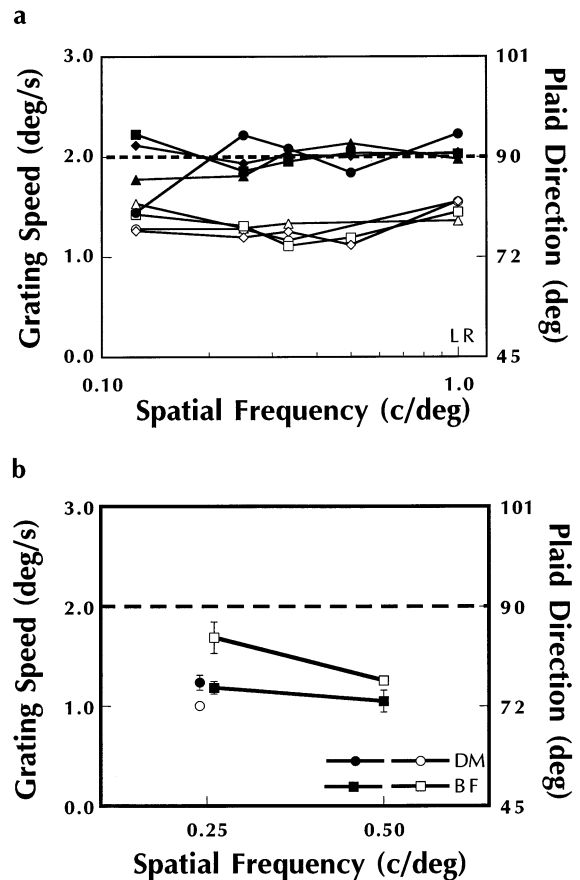 a
Grating Speed (deg/s)
3.0
2.0
1.0
0.0
101
90
72
45
Plaid Direction (deg)
LR
0.10
1.0
Spatial Frequency (c/deg)
b
Grating Speed (deg/s)
3.0
2.0
1.0
0.0
101
90
72
45
Plaid Direction (deg)
DM
BF
0.25
0.50
Spatial Frequency (c/deg)